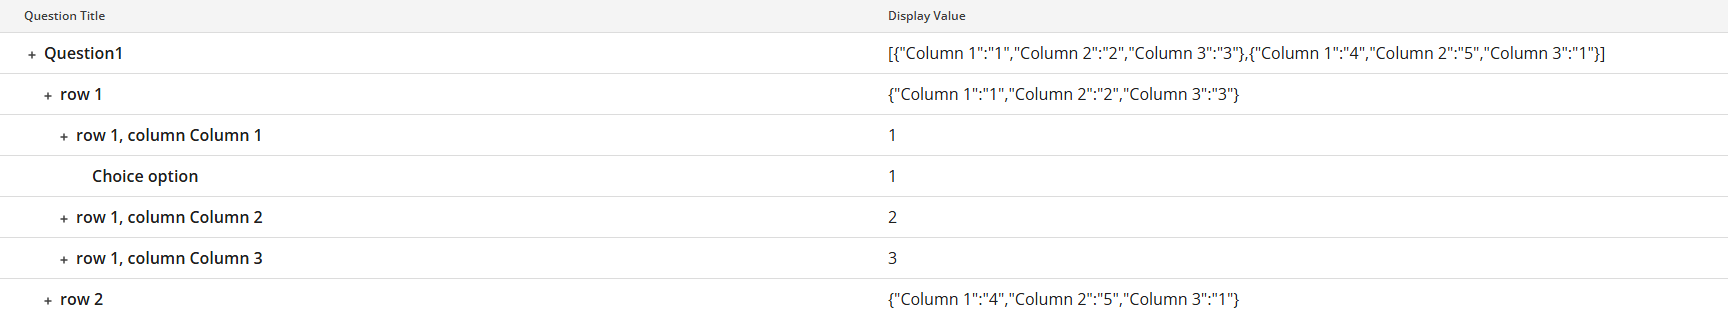 Question Title Display Value
+ Question1 [{"Column 1":"1","Column 2":"2","Column 3":"3"},{"Column 1":"4","Column 2":"5","Column 3":"1"}]
+ row 1 {"Column 1":"1","Column 2":"2","Column 3":"3"}
+ row 1, column Column 1 1
Choice option 1
+ row 1, column Column 2 2
+ row 1, column Column 3 3
+ row 2 {"Column 1":"4","Column 2":"5","Column 3":"1"}